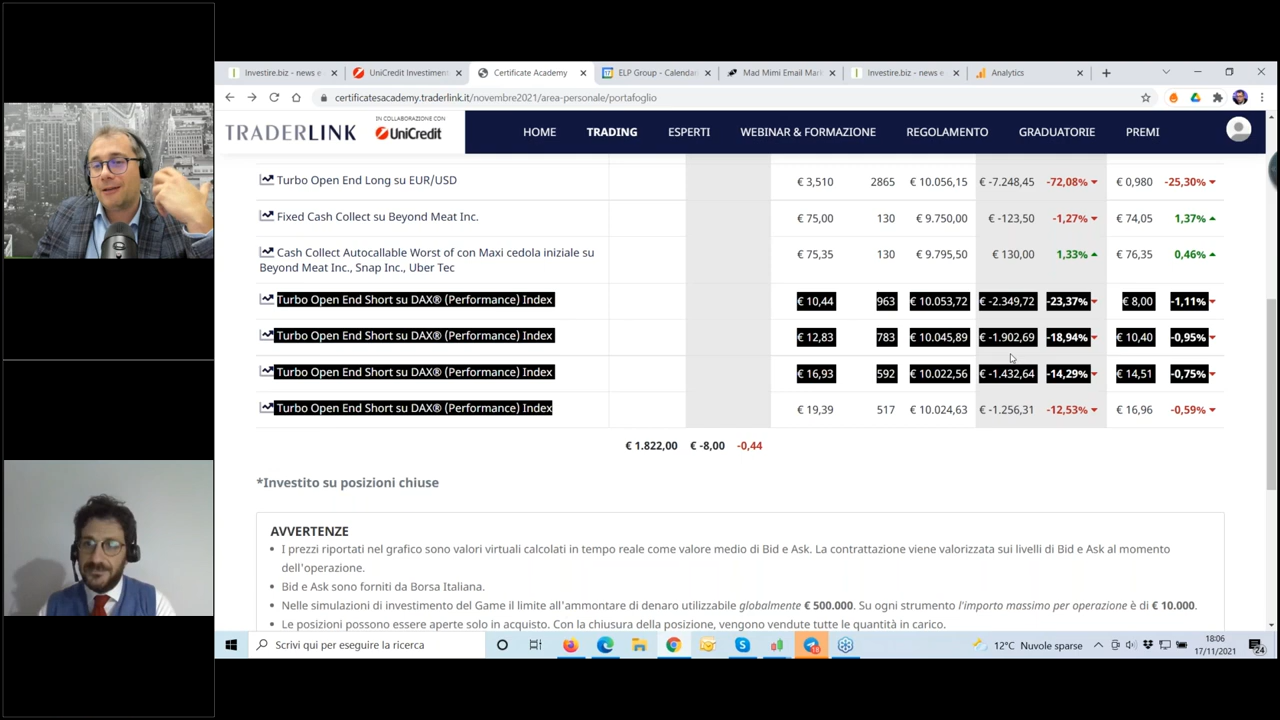 Investire.biz - news e
UniCredit Investimen
Certificate Academy
ELP Group - Calendar
Mad Mimi Email Mar
Investire.biz - news e
Analytics
certificatesacademy.traderlink.it/novembre2021/area-personale/portafoglio
TRADERLINK
IN COLLABORAZIONE CON
UniCredit
HOME
TRADING
ESPERTI
WEBINAR & FORMAZIONE
REGOLAMENTO
GRADUATORIE
PREMI
Turbo Open End Long su EUR/USD € 3,510 2865 € 10.056,15 € -7.248,45 -72,08% € 0,980 -25,30%
Fixed Cash Collect su Beyond Meat Inc. € 75,00 130 € 9.750,00 € -123,50 -1,27% € 74,05 1,37%
Cash Collect Autocallable Worst of con Maxi cedola iniziale su
Beyond Meat Inc., Snap Inc., Uber Tec € 75,35 130 € 9.795,50 € 130,00 1,33% € 76,35 0,46%
Turbo Open End Short su DAX® (Performance) Index € 10,44 963 € 10.053,72 € -2.349,72 -23,37% € 8,00 -1,11%
Turbo Open End Short su DAX® (Performance) Index € 12,83 783 € 10.045,89 € -1.902,69 -18,94% € 10,40 -0,95%
Turbo Open End Short su DAX® (Performance) Index € 16,93 592 € 10.022,56 € -1.432,64 -14,29% € 14,51 -0,75%
Turbo Open End Short su DAX® (Performance) Index € 19,39 517 € 10.024,63 € -1.256,31 -12,53% € 16,96 -0,59%
€ 1.822,00 € -8,00 -0,44
*Investito su posizioni chiuse
AVVERTENZE
I prezzi riportati nel grafico sono valori virtuali calcolati in tempo reale come valore medio di Bid e Ask. La contrattazione viene valorizzata sui livelli di Bid e Ask al momento
dell'operazione.
Bid e Ask sono forniti da Borsa Italiana.
Nelle simulazioni di investimento del Game il limite all'ammontare di denaro utilizzabile globalmente € 500.000. Su ogni strumento l'importo massimo per operazione è di € 10.000.
Le posizioni possono essere aperte solo in acquisto. Con la chiusura della posizione, vengono vendute tutte le quantità in carico.
Scrivi qui per eseguire la ricerca
12°C Nuvole sparse
18:06
17/11/2021
24